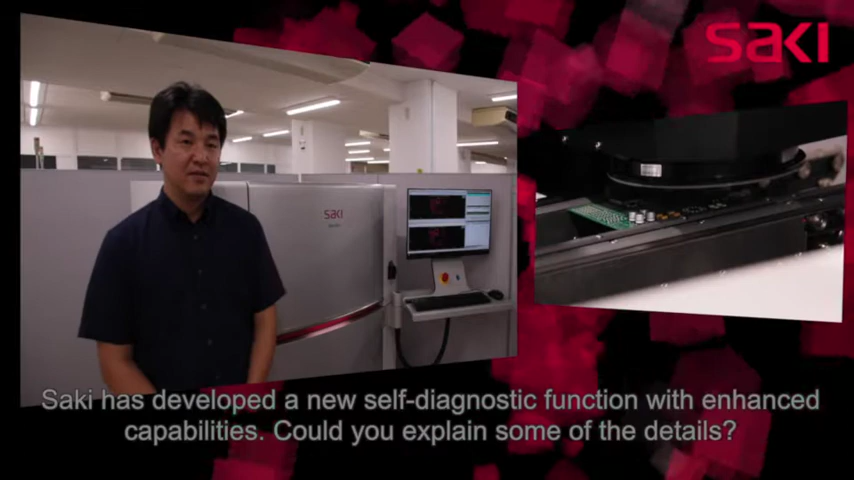 saki
saki
Saki has developed a new self-diagnostic function with enhanced
capabilities. Could you explain some of the details?